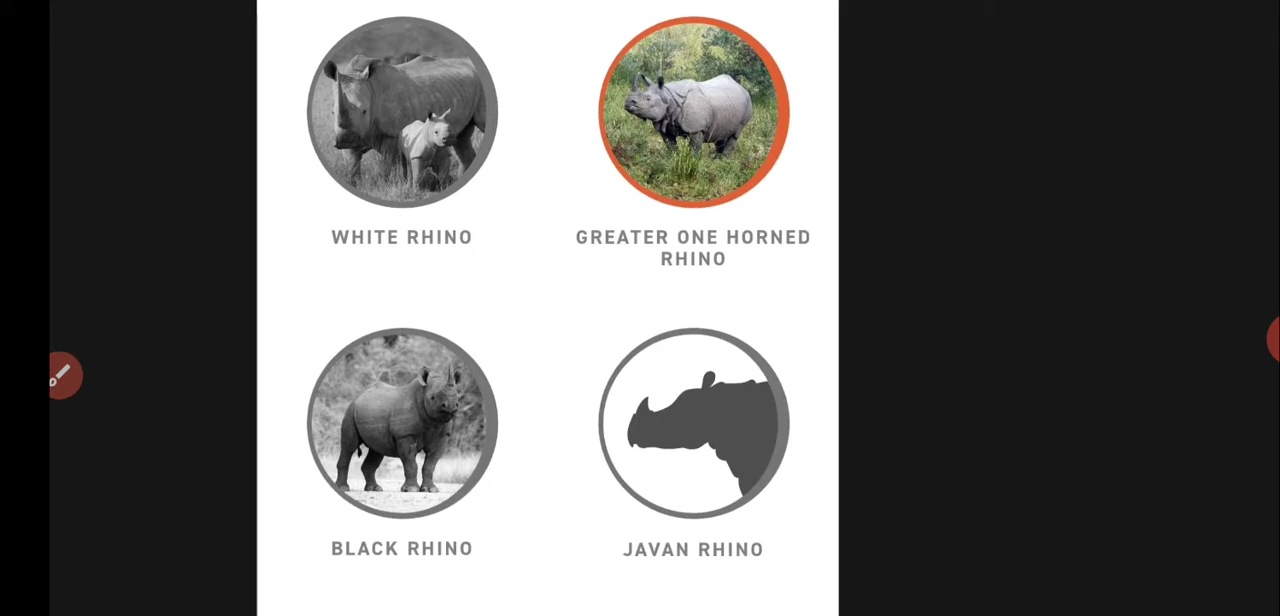 WHITE RHINO
GREATER ONE HORNED
RHINO
BLACK RHINO
JAVAN RHINO